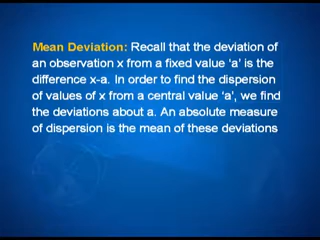 Mean Deviation: Recall that the deviation of
an observation x from a fixed value ‘a’ is the
difference x-a. In order to find the dispersion
of values of x from a central value ‘a’, we find
the deviations about a. An absolute measure
of dispersion is the mean of these deviations